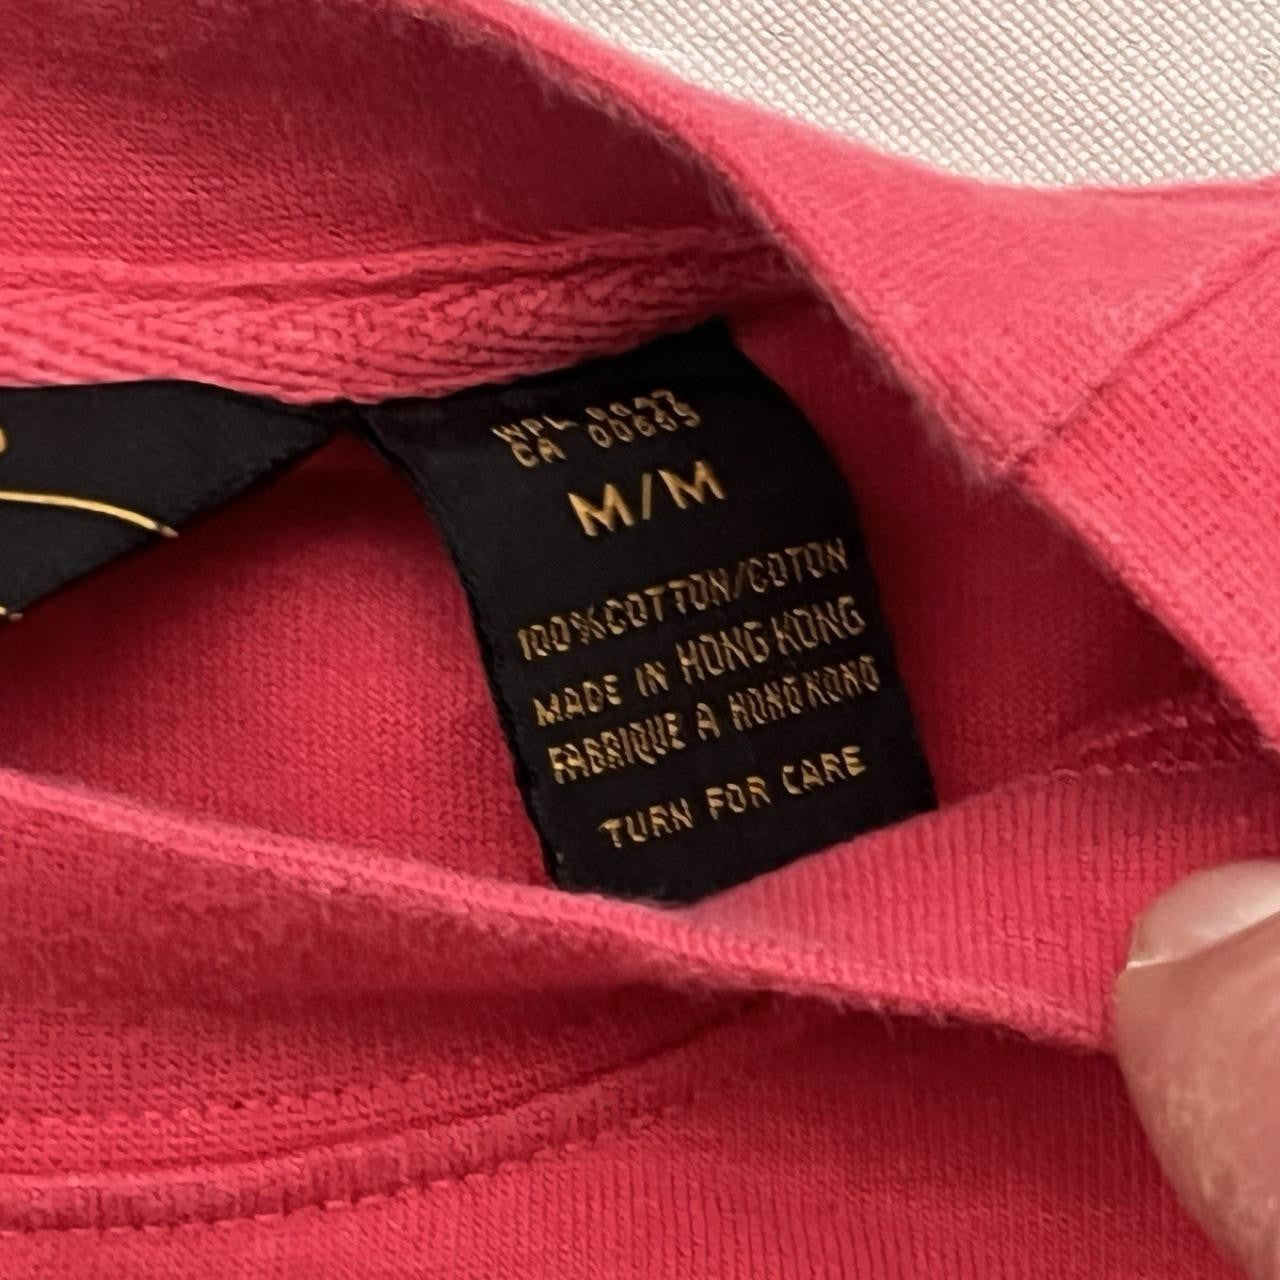 CA 00635
M/M
100%COTTON/COTON
MADE IN HONG KONG
FABRIQUE A HONG KONG
TURN FOR CARE